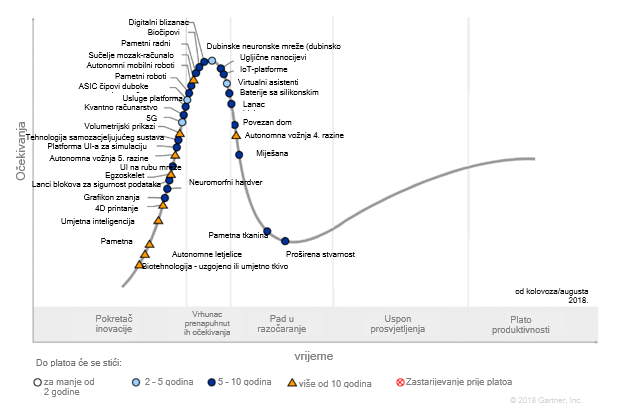 Digitalni blizanac
Biočipovi
Pametni radni
Sučelje mozak-računalo
Autonomni mobilni roboti
Pametni roboti
ASIC čipovi duboke
Usluge platforma
Kvantno računarstvo
5G
Volumetrijski prikazi
Tehnologija samozacjeljujućeg sustava
Platforma UI-a za simulaciju
Autonomna vožnja 5. razine
UI na rubu mreže
Egzoskelet
Lanci blokova za sigurnost podataka
Neuromorfni hardver
Grafikon znanja
4D printanje
Umjetna inteligencija
Pametna
Autonomne letjelice
Biotehnologija - uzgojeno ili umjetno tkivo
Dubinske neuronske mreže (dubinsko
Ugljične nanocijevi
IoT-platforme
Virtualni asistenti
Baterije sa silikonskim
Lanac
Povezan dom
Autonomna vožnja 4. razine
Miješana
Pametna tkanina
Proširena stvarnost
Očekivanja
od kolovoza/augusta
2018.
Pokretač
inovacije
Vrhunac
prenapuhnut
ih očekivanja
Pad u
razočaranje
Uspon
prosvjetljenja
Plato
produktivnosti
vrijeme
Do platoa će se stići:
za manje od
2 godine
2 - 5 godina
5 - 10 godina
više od 10 godina
Zastarijevanje prije platoa
© 2018 Gartner, Inc.